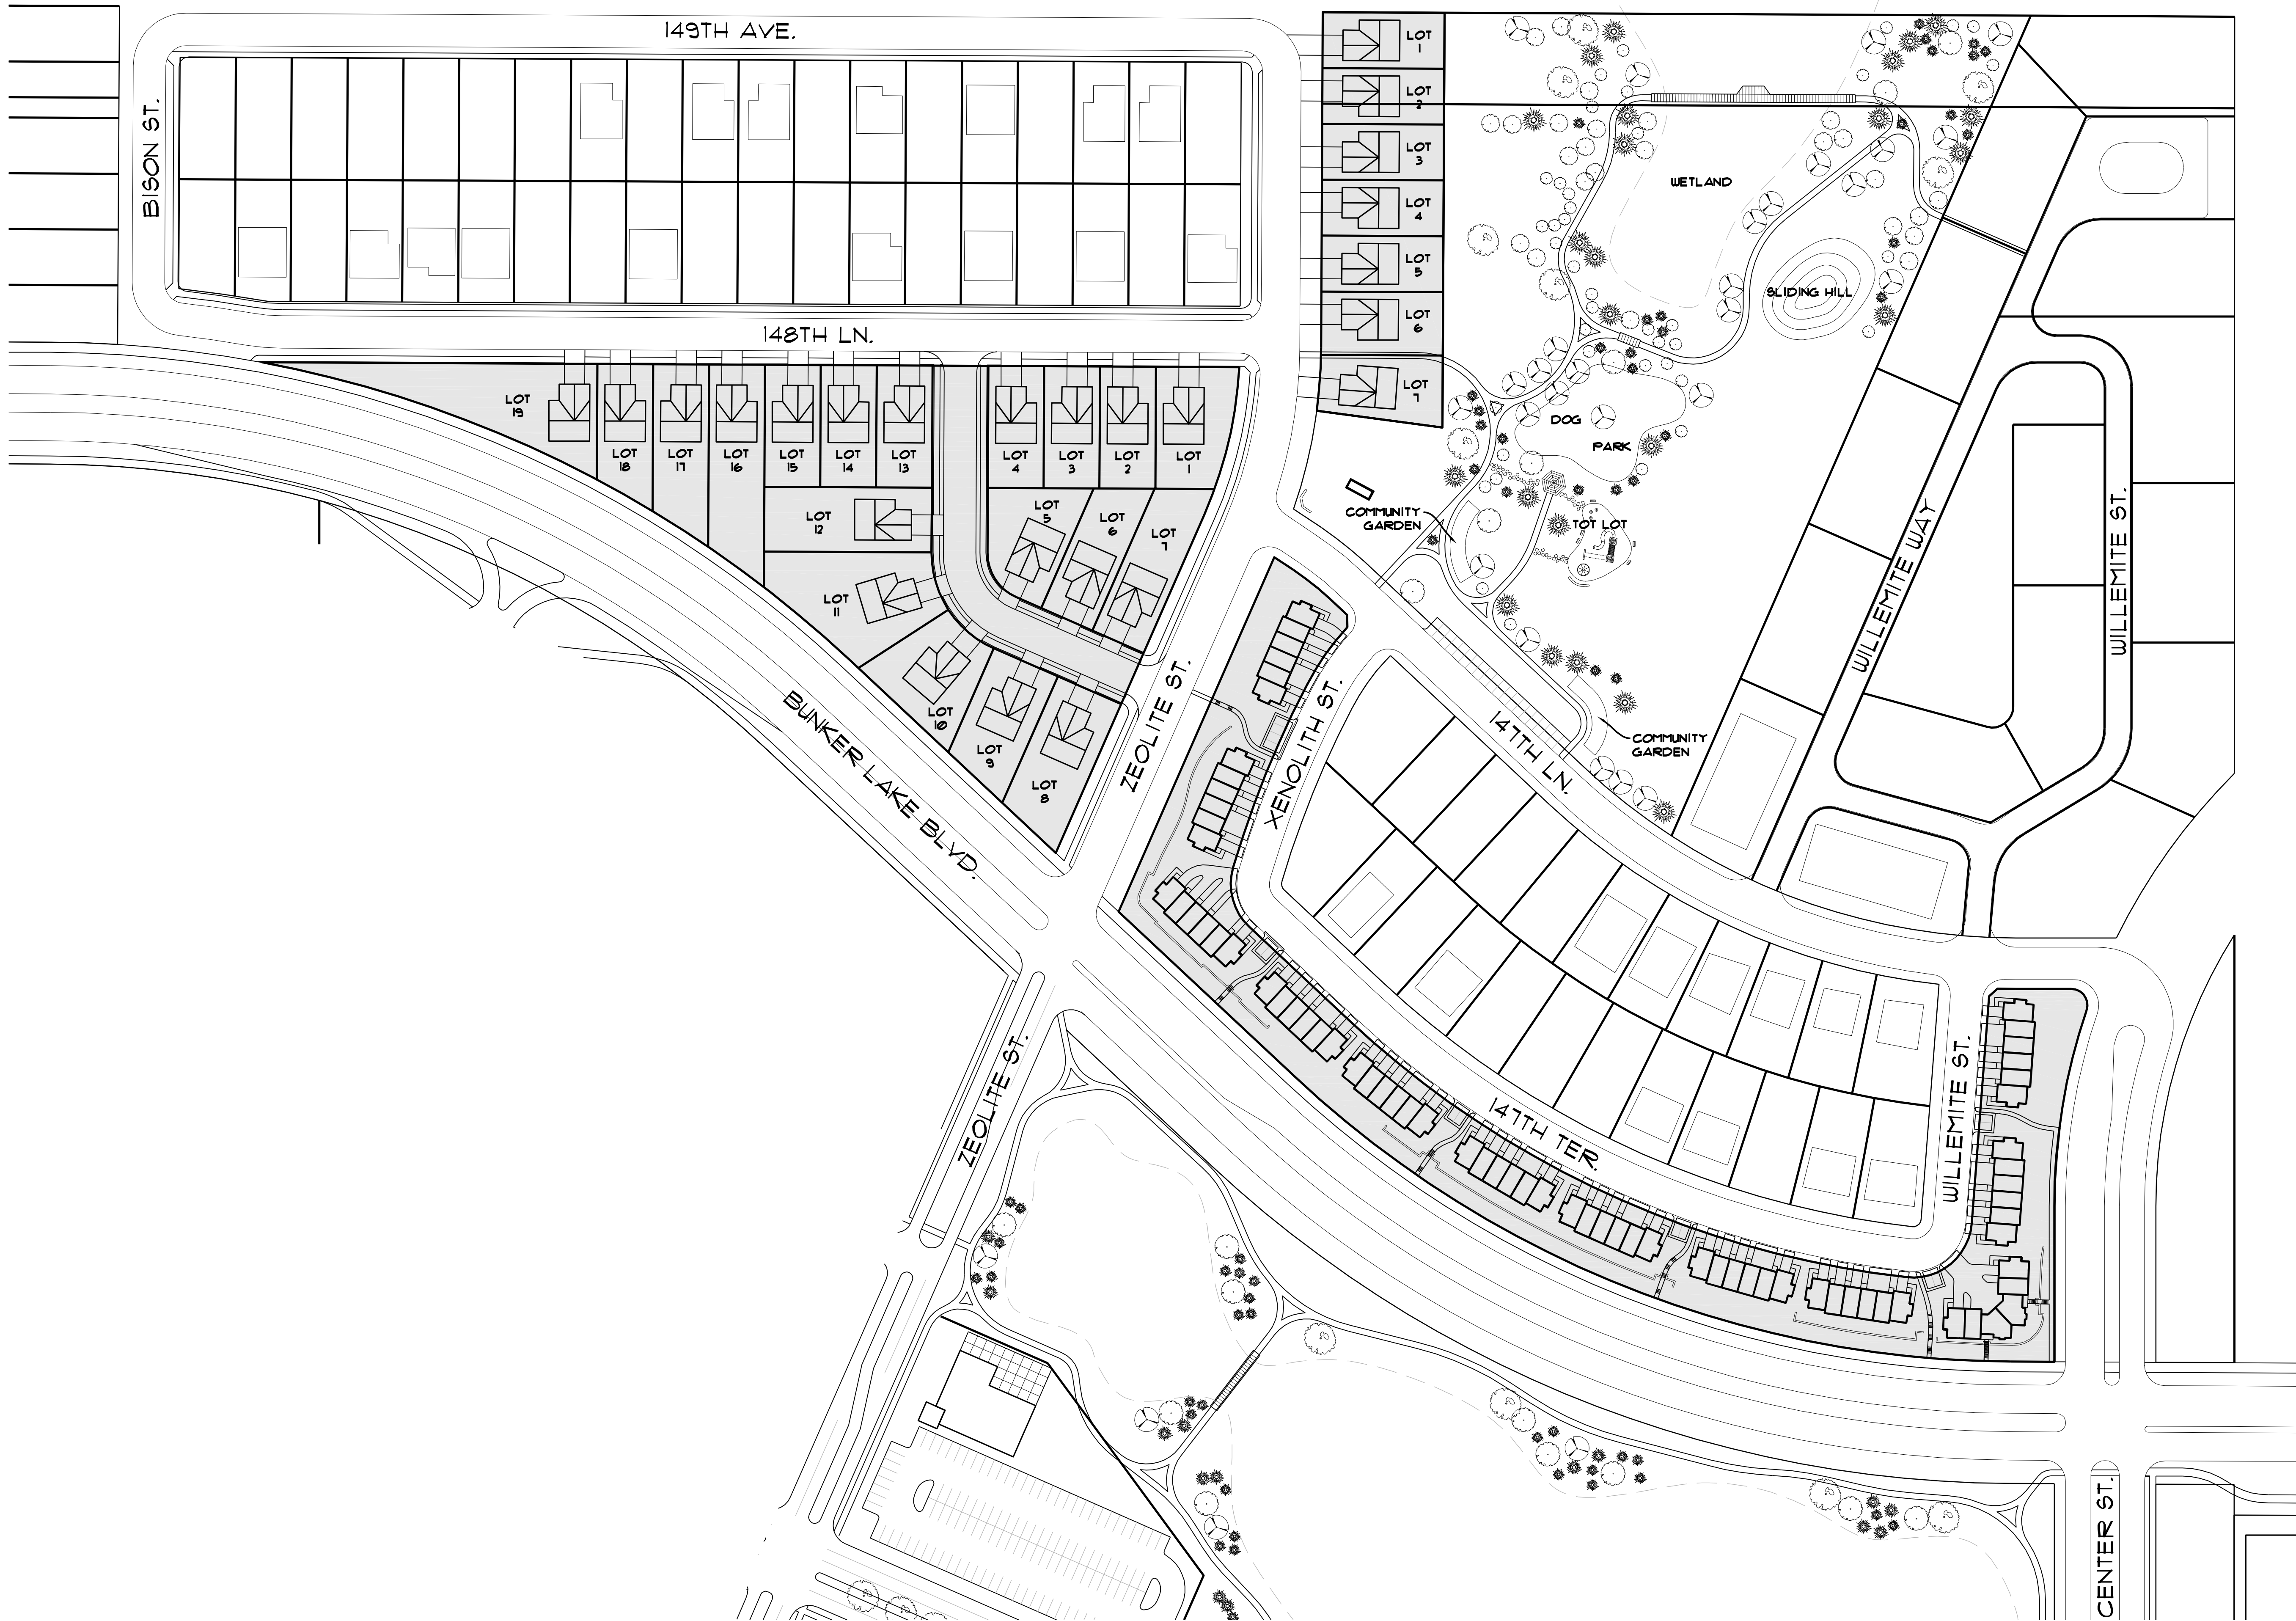 149TH AVE.
BISON ST.
148TH LN.
LOT
1
LOT
2
LOT
3
LOT
4
LOT
5
LOT
6
LOT
7
WETLAND
SLIDING HILL
DOG
PARK
COMMUNITY
GARDEN
TOT LOT
LOT
19
LOT
18
LOT
17
LOT
16
LOT
15
LOT
14
LOT
13
LOT
4
LOT
3
LOT
2
LOT
1
LOT
12
LOT
5
LOT
6
LOT
7
LOT
11
LOT
10
LOT
9
LOT
8
WILLEMITE WAY
WILLEMITE ST.
ZEOLITE ST.
XENOLITH ST.
147TH LN.
COMMUNITY
GARDEN
BUNKER LAKE BLVD.
ZEOLITE ST.
147TH TER.
WILLEMITE ST.
CENTER ST.